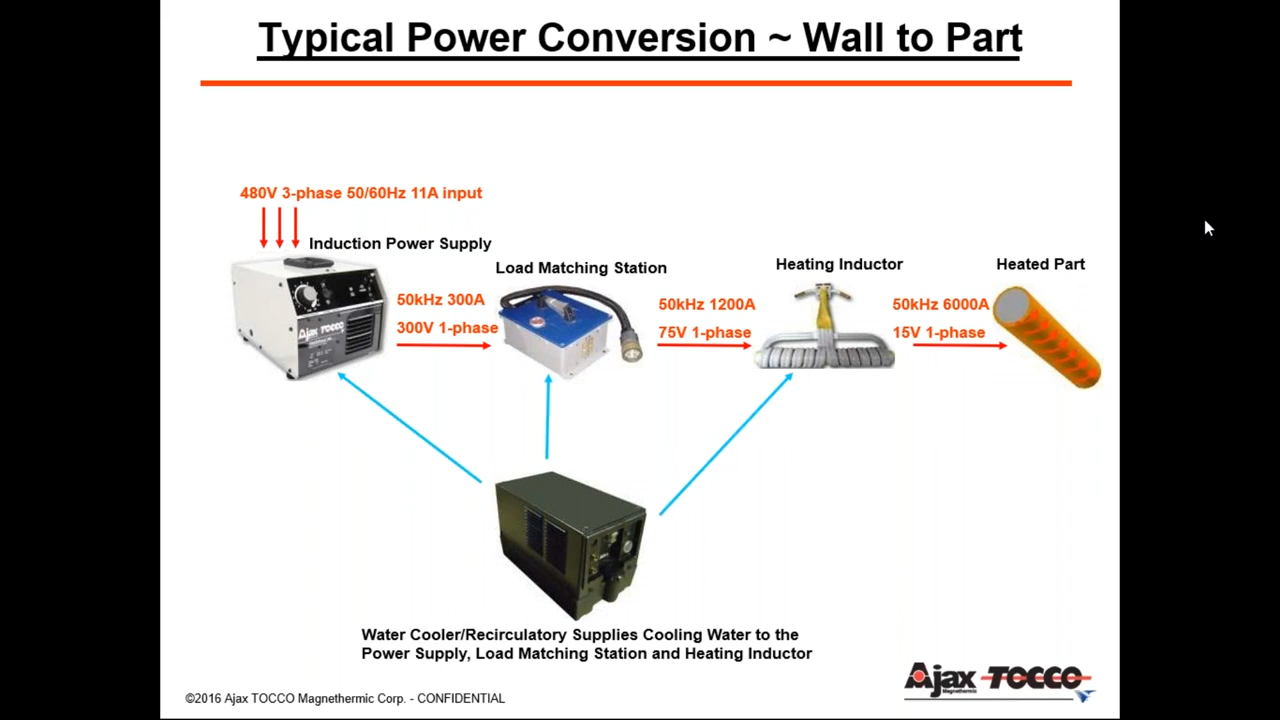 Typical Power Conversion ~ Wall to Part
480V 3-phase 50/60Hz 11A input
Induction Power Supply
Load Matching Station
Heating Inductor
Heated Part
50kHz 300A
300V 1-phase
50kHz 1200A
75V 1-phase
50kHz 6000A
15V 1-phase
Ajax TOCCO
Water Cooler/Recirculatory Supplies Cooling Water to the
Power Supply, Load Matching Station and Heating Inductor
©2016 Ajax TOCCO Magnethermic Corp. - CONFIDENTIAL
Ajax TOCCO
Magnethermic